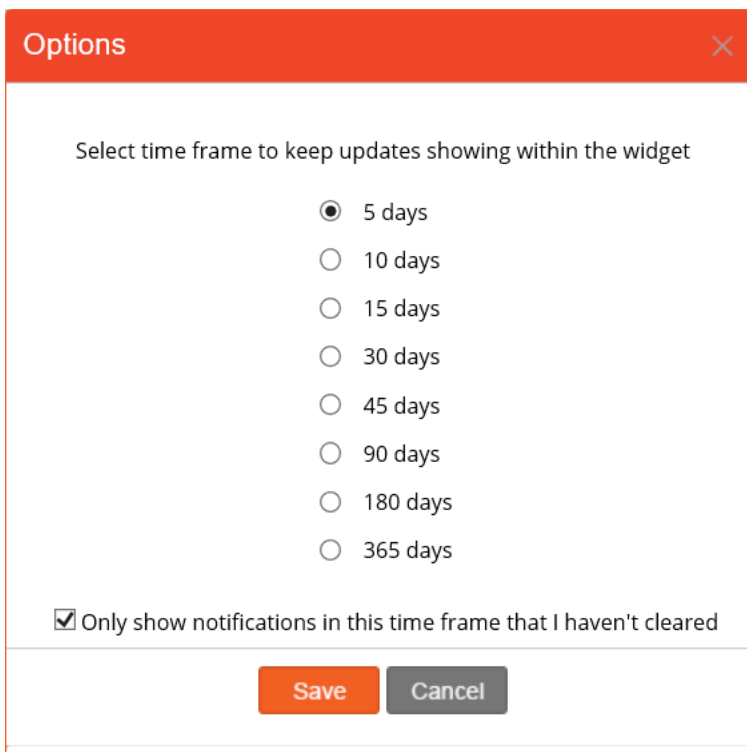 Options
Select time frame to keep updates showing within the widget
5 days
10 days
15 days
30 days
45 days
90 days
180 days
365 days
Only show notifications in this time frame that I haven't cleared
Save Cancel